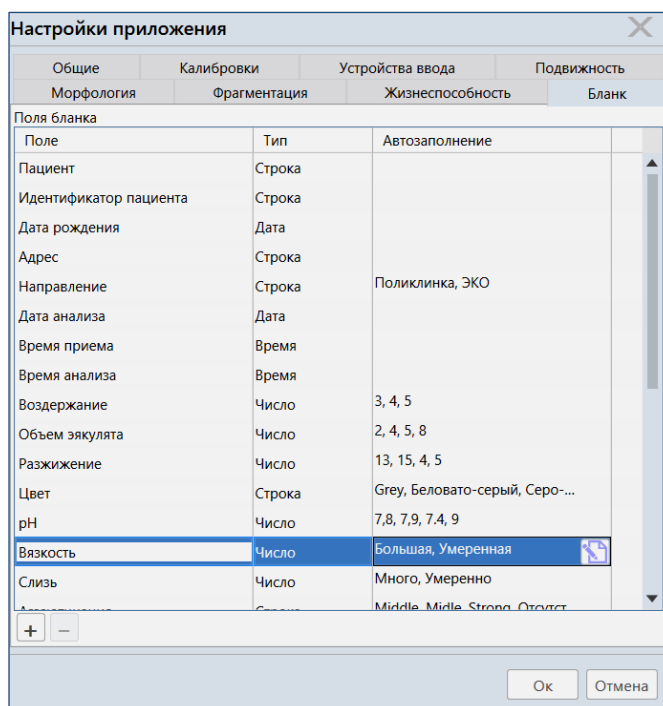 Настройки приложения
Общие Калибровки Устройства ввода Подвижность
Морфология Фрагментация Жизнеспособность Бланк
Поля бланка
Поле Тип Автозаполнение
Пациент Строка
Идентификатор пациента Строка
Дата рождения Дата
Адрес Строка
Направление Строка Поликлинка, ЭКО
Дата анализа Дата
Время приема Время
Время анализа Время
Воздержание Число 3, 4, 5
Объем эякулята Число 2, 4, 5, 8
Разжижение Число 13, 15, 4, 5
Цвет Строка Grey, Беловато-серый, Серо-...
pH Число 7,8, 7,9, 7.4, 9
Вязкость Число Большая, Умеренная
Слизь Число Много, Умеренно
Middle, Midle, Strong, Отсутст
+ −
Ок Отмена